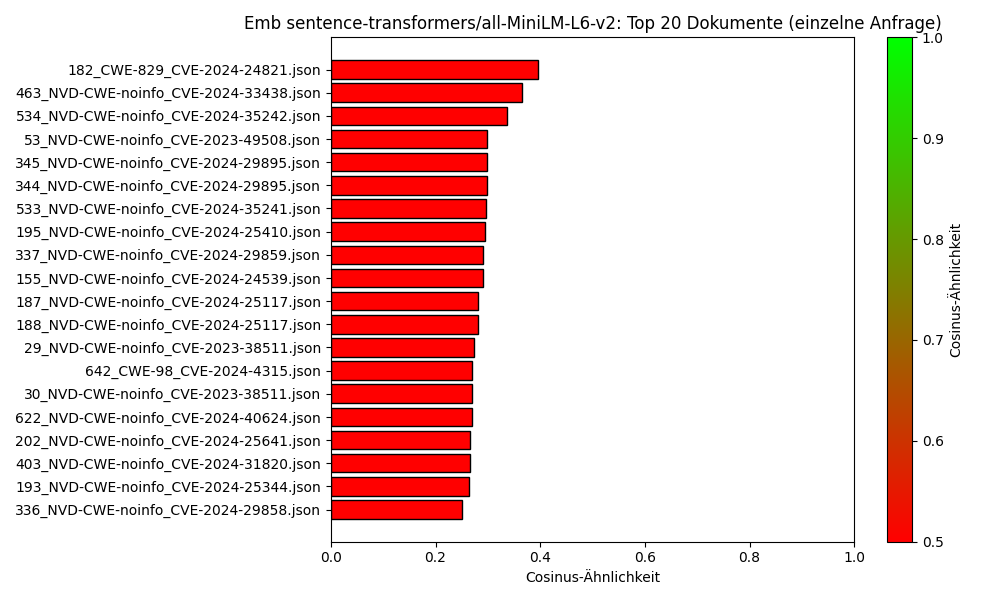 Emb sentence-transformers/all-MiniLM-L6-v2: Top 20 Dokumente (einzelne Anfrage)
182_CWE-829_CVE-2024-24821.json
463_NVD-CWE-noinfo_CVE-2024-33438.json
534_NVD-CWE-noinfo_CVE-2024-35242.json
53_NVD-CWE-noinfo_CVE-2023-49508.json
345_NVD-CWE-noinfo_CVE-2024-29895.json
344_NVD-CWE-noinfo_CVE-2024-29895.json
533_NVD-CWE-noinfo_CVE-2024-35241.json
195_NVD-CWE-noinfo_CVE-2024-25410.json
337_NVD-CWE-noinfo_CVE-2024-29859.json
155_NVD-CWE-noinfo_CVE-2024-24539.json
187_NVD-CWE-noinfo_CVE-2024-25117.json
188_NVD-CWE-noinfo_CVE-2024-25117.json
29_NVD-CWE-noinfo_CVE-2023-38511.json
642_CWE-98_CVE-2024-4315.json
30_NVD-CWE-noinfo_CVE-2023-38511.json
622_NVD-CWE-noinfo_CVE-2024-40624.json
202_NVD-CWE-noinfo_CVE-2024-25641.json
403_NVD-CWE-noinfo_CVE-2024-31820.json
193_NVD-CWE-noinfo_CVE-2024-25344.json
336_NVD-CWE-noinfo_CVE-2024-29858.json
0.0 0.2 0.4 0.6 0.8 1.0
Cosinus-Ähnlichkeit
1.0
0.9
0.8
0.7
0.6
0.5
Cosinus-Ähnlichkeit